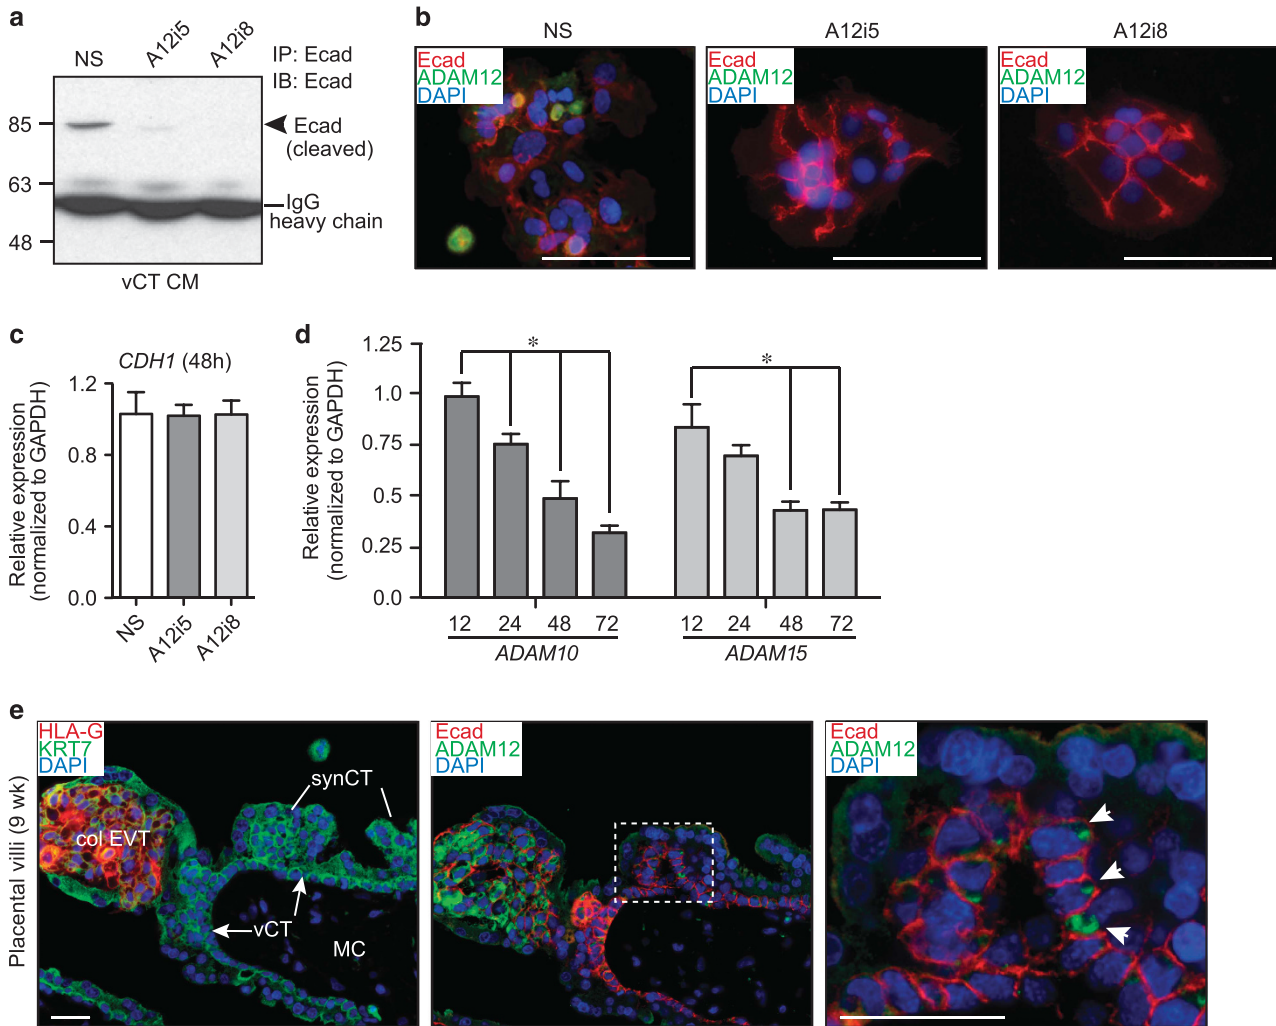 a
NS
A12i5
A12i8
IP: Ecad
IB: Ecad
85
63
48
Ecad
(cleaved)
IgG
heavy chain
vCT CM
b
NS
A12i5
A12i8
Ecad
ADAM12
DAPI
Ecad
ADAM12
DAPI
Ecad
ADAM12
DAPI
c
CDH1 (48h)
Relative expression
(normalized to GAPDH)
1.2
0.8
0.4
0.0
NS
A12i5
A12i8
d
Relative expression
(normalized to GAPDH)
1.25
1.0
0.75
0.5
0.25
0.0
*
*
12 24 48 72
ADAM10
12 24 48 72
ADAM15
e
Placental villi (9 wk)
HLA-G
KRT7
DAPI
synCT
col EVT
vCT
MC
Ecad
ADAM12
DAPI
Ecad
ADAM12
DAPI